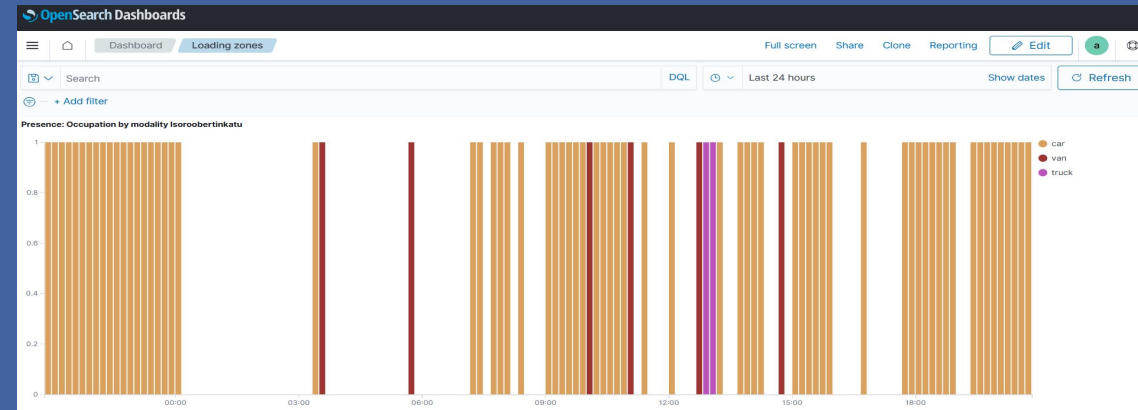 OpenSearch Dashboards
Dashboard Loading zones Full screen Share Clone Reporting Edit a
Search DQL Last 24 hours Show dates Refresh
+ Add filter
Presence: Occupation by modality Isoroobertinkatu
1
0.8
0.6
0.4
0.2
0
00:00 03:00 06:00 09:00 12:00 15:00 18:00
car
van
truck